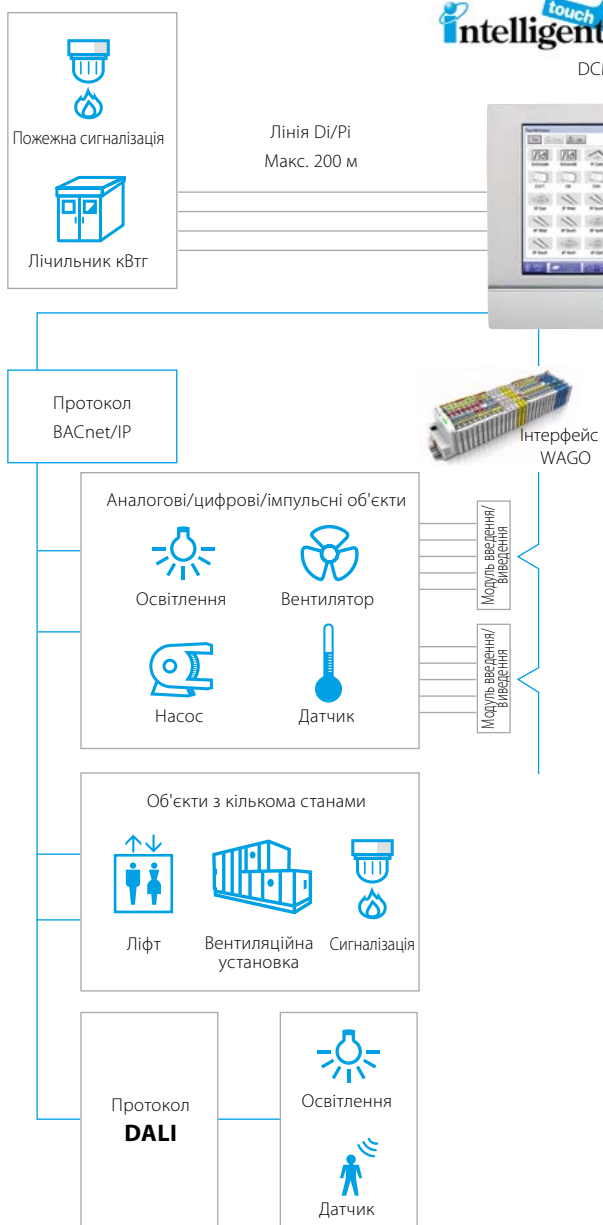 touch
intelligent
Пожежна сигналізація
Лінія Di/Pi
Макс. 200 м
Лічильник кВтг
Протокол
BACnet/IP
Інтерфейс
WAGO
Аналогові/цифрові/імпульсні об'єкти
Освітлення
Вентилятор
Насос
Датчик
Модуль введення/
виведення
Модуль введення/
виведення
Об'єкти з кількома станами
Ліфт
Вентиляційна
установка
Сигналізація
Протокол
DALI
Освітлення
Датчик